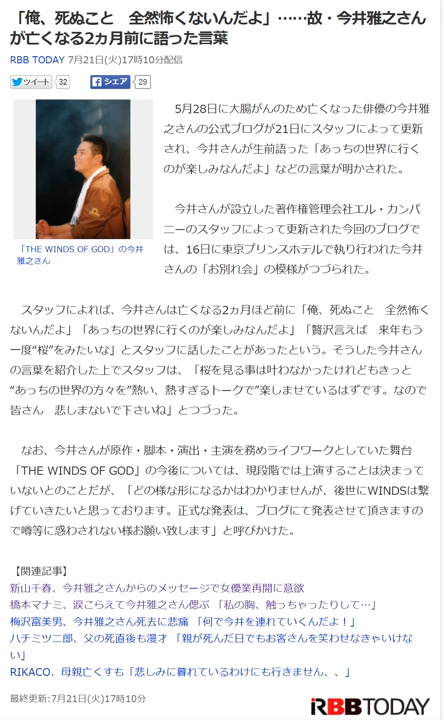 「俺、死ぬこと　全然怖くないんだよ」……故・今井雅之さん
が亡くなる2ヵ月前に語った言葉
RBB TODAY 7月21日(火)17時10分配信
ツイート 32 シェア 29
5月28日に大腸がんのため亡くなった俳優の今井雅
之さんの公式ブログが21日にスタッフによって更新
され、今井さんが生前語った「あっちの世界に行く
のが楽しみなんだよ」などの言葉が明かされた。
今井さんが設立した著作権管理会社エル・カンパ
ニーのスタッフによって更新された今回のブログで
は、16日に東京プリンスホテルで執り行われた今井
さんの「お別れ会」の模様がつづられた。
「THE WINDS OF GOD」の今井
雅之さん
スタッフによれば、今井さんは亡くなる2ヵ月ほど前に「俺、死ぬこと　全然怖く
ないんだよ」「あっちの世界に行くのが楽しみなんだよ」「贅沢言えば　来年もう
一度“桜”をみたいな」とスタッフに話したことがあったという。そうした今井さん
の言葉を紹介した上でスタッフは、「桜を見る事は叶わなかったけれどもきっと
“あっちの世界の方々を”熱い、熱すぎるトークで”楽しませているはずです。なので
皆さん　悲しまないで下さいね」とつづった。
なお、今井さんが原作・脚本・演出・主演を務めライフワークとしていた舞台
「THE WINDS OF GOD」の今後については、現段階では上演することは決まって
いないとのことだが、「どの様な形になるかはわかりませんが、後世にWINDSは繋
げていきたいと思っております。正式な発表は、ブログにて発表させて頂きますの
で噂等に惑わされない様お願い致します」と呼びかけた。
【関連記事】
新山千春、今井雅之さんからのメッセージで女優業再開に意欲
橋本マナミ、涙こらえて今井雅之さん偲ぶ 「私の胸、触っちゃったりして…」
梅沢富美男、今井雅之さん死去に悲痛 「何で今井を連れていくんだよ！」
ハチミツ二郎、父の死直後も漫才 「親が死んだ日でもお客さんを笑わせなきゃいけな
い」
RIKACO、母親亡くすも「悲しみに暮れているわけにも行きません、、」
最終更新:7月21日(火)17時10分
RBBTODAY